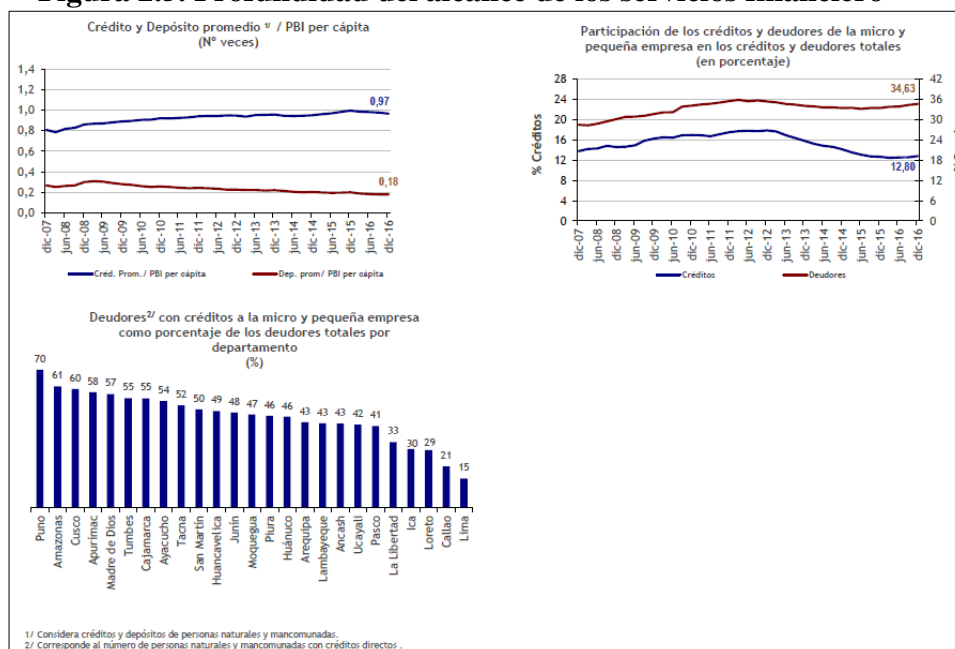 Figura 2.9: Profundidad del alcance de los servicios financiero
Crédito y Depósito promedio 1/ / PBI per cápita
(Nº veces)
1,4
1,2
1,0
0,8
0,6
0,4
0,2
0,0
0,97
0,18
dic-07
jun-08
dic-08
jun-09
dic-09
jun-10
dic-10
jun-11
dic-11
jun-12
dic-12
jun-13
dic-13
jun-14
dic-14
jun-15
dic-15
jun-16
dic-16
Créd. Prom./ PBI per cápita
Dep. prom/ PBI per cápita
Participación de los créditos y deudores de la micro y
pequeña empresa en los créditos y deudores totales
(en porcentaje)
% Créditos
28
24
20
16
12
8
4
0
42
36
30
24
18
12
6
0
34,63
12,80
dic-07
jun-08
dic-08
jun-09
dic-09
jun-10
dic-10
jun-11
dic-11
jun-12
dic-12
jun-13
dic-13
jun-14
dic-14
jun-15
dic-15
jun-16
dic-16
Créditos
Deudores
Deudores2/ con créditos a la micro y pequeña empresa
como porcentaje de los deudores totales por
departamento
(%)
70
61
60
58
57
55
55
54
52
50
49
48
47
46
46
43
43
43
42
41
33
30
29
21
15
Puno
Amazonas
Cusco
Apurímac
Madre de Dios
Tumbes
Cajamarca
Ayacucho
Tacna
San Martín
Huancavelica
Junín
Moquegua
Piura
Huánuco
Arequipa
Lambayeque
Ancash
Ucayali
Pasco
La Libertad
Ica
Loreto
Callao
Lima
1/ Considera créditos y depósitos de personas naturales y mancomunadas.
2/ Corresponde al número de personas naturales y mancomunadas con créditos directos .